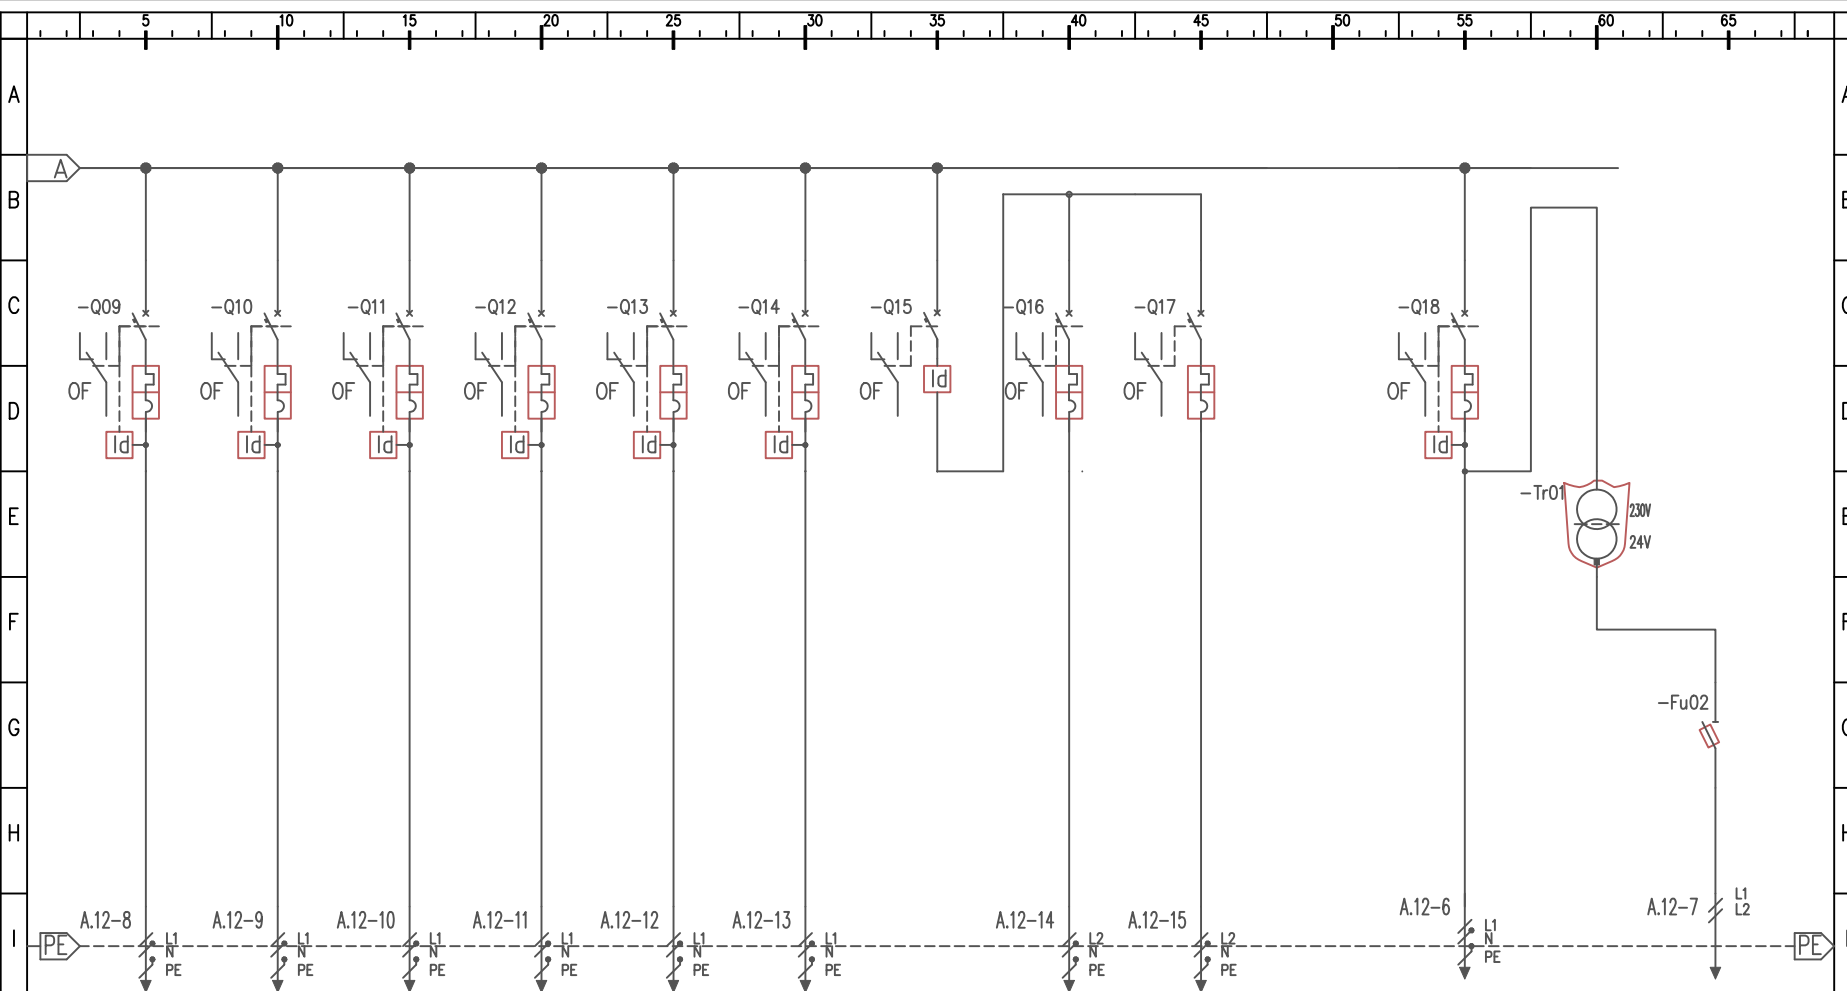 5 10 15 20 25 30 35 40 45 50 55 60 65
A
A
B
C
-Q09 -Q10 -Q11 -Q12 -Q13 -Q14 -Q15 -Q16 -Q17 -Q18
OF OF OF OF OF OF OF OF OF OF
Id
D
Id Id Id Id Id Id Id
-Tr01
230V
E
24V
F
-Fu02
G
H
L1
A.12-6 A.12-7 L2
A.12-8 A.12-9 A.12-10 A.12-11 A.12-12 A.12-13 A.12-14 A.12-15
L1
I PE L1 L1 L1 L1 L1 L1 L2 L2 N PE
N N N N N N N N
PE
PE PE PE PE PE PE PE PE